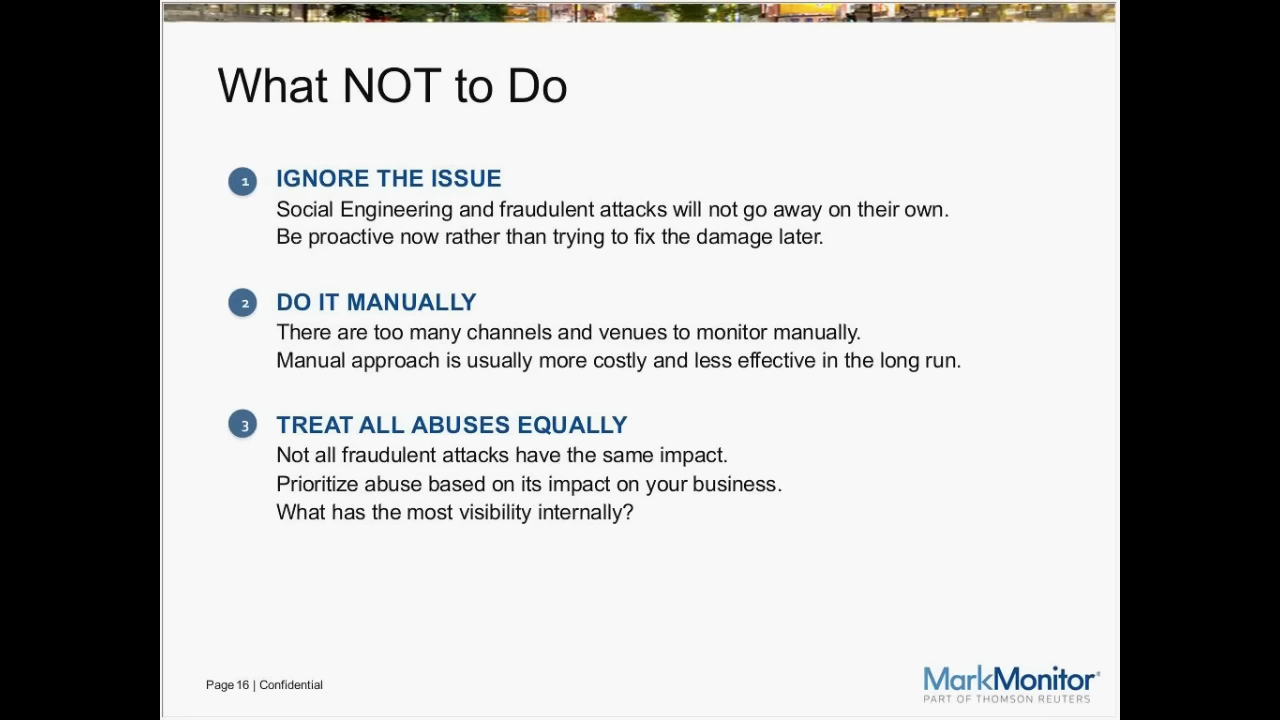 What NOT to Do
1 IGNORE THE ISSUE
Social Engineering and fraudulent attacks will not go away on their own.
Be proactive now rather than trying to fix the damage later.
2 DO IT MANUALLY
There are too many channels and venues to monitor manually.
Manual approach is usually more costly and less effective in the long run.
3 TREAT ALL ABUSES EQUALLY
Not all fraudulent attacks have the same impact.
Prioritize abuse based on its impact on your business.
What has the most visibility internally?
Page 16 | Confidential
MarkMonitor
PART OF THOMSON REUTERS